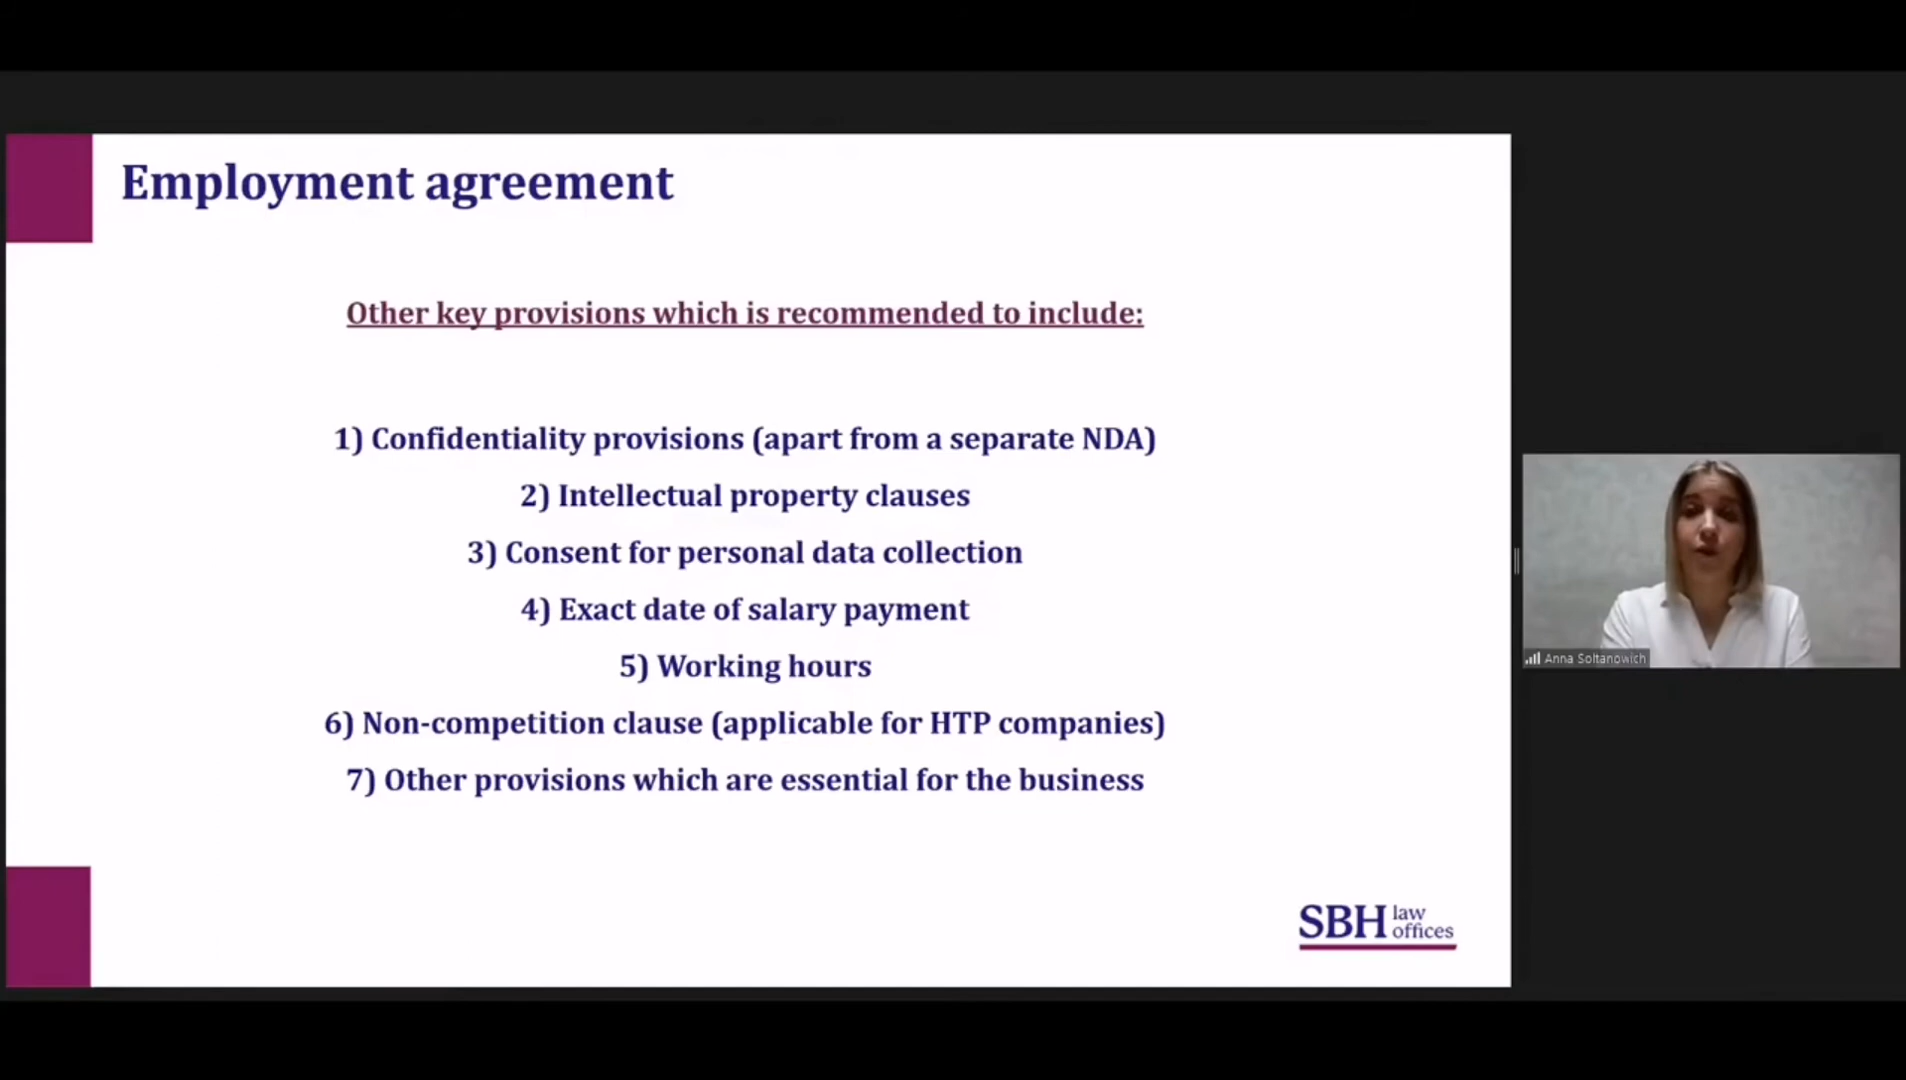 Employment agreement
Other key provisions which is recommended to include:
1) Confidentiality provisions (apart from a separate NDA)
2) Intellectual property clauses
3) Consent for personal data collection
4) Exact date of salary payment
5) Working hours
6) Non-competition clause (applicable for HTP companies)
7) Other provisions which are essential for the business
SBH law offices
Anna Soltanowich